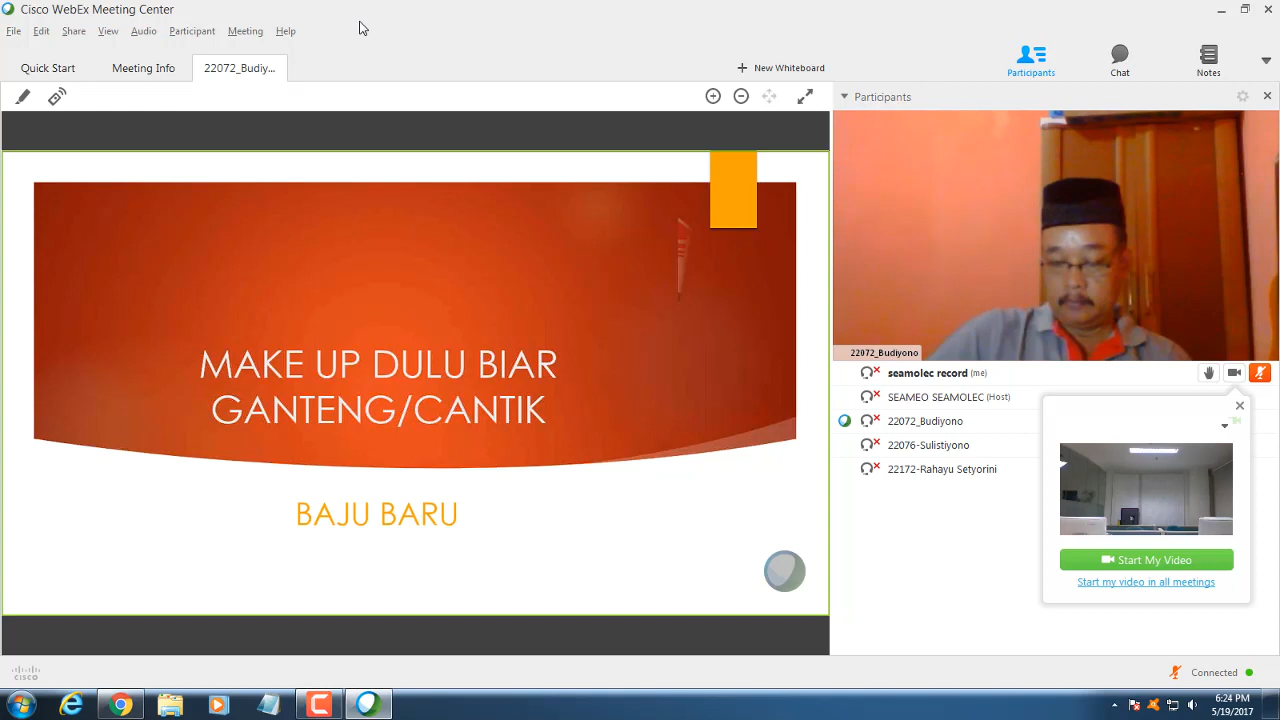 Cisco WebEx Meeting Center
File Edit Share View Audio Participant Meeting Help
Quick Start Meeting Info 22072_Budiy...
New Whiteboard
Participants Chat Notes
Participants
MAKE UP DULU BIAR
GANTENG/CANTIK
BAJU BARU
22072_Budiyono
seamolec record (me)
SEAMEO SEAMOLEC (Host)
22072_Budiyono
22076-Sulistiyono
22172-Rahayu Setyorini
Start My Video
Start my video in all meetings
cisco
Connected
6:24 PM
5/19/2017